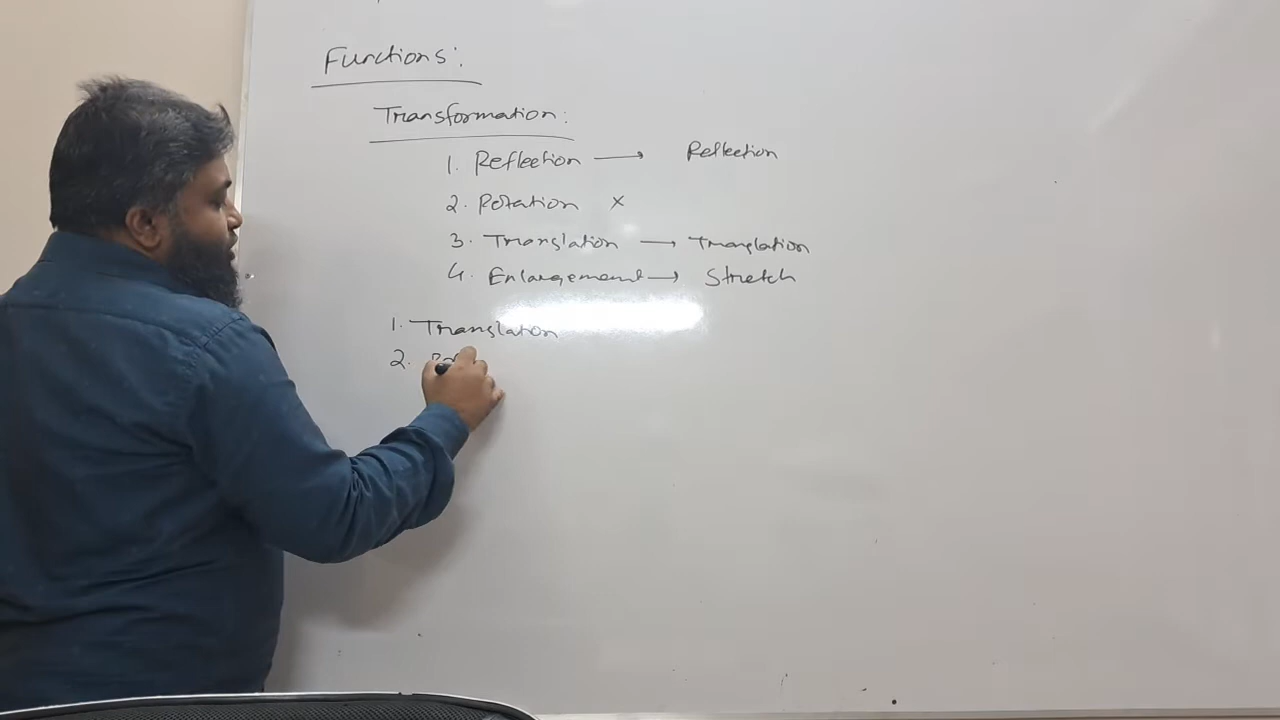 Functions:
Transformation:
1. Reflection → Reflection
2. Rotation ×
3. Translation → Translation
4. Enlargement → Stretch
1. Translation
2.